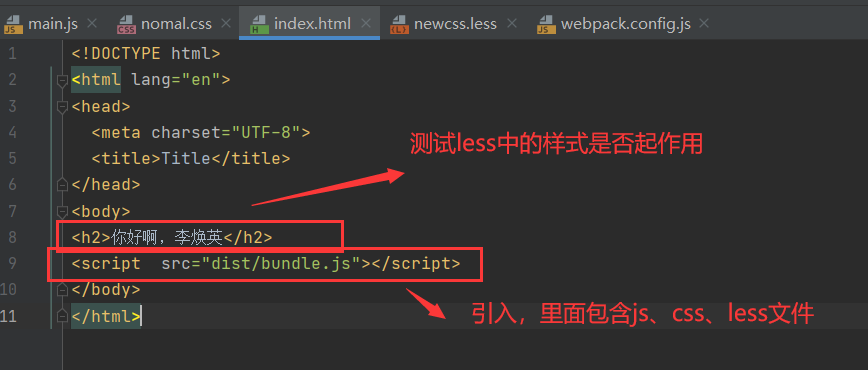 main.js nomal.css index.html newcss.less webpack.config.js
1 <!DOCTYPE html>
2 <html lang="en">
3 <head>
4 <meta charset="UTF-8">
测试less中的样式是否起作用
5 <title>Title</title>
6 </head>
7 <body>
8 <h2>你好啊，李焕英</h2>
9 <script  src="dist/bundle.js"></script>
10 </body>
11 </html>
引入，里面包含js、css、less文件